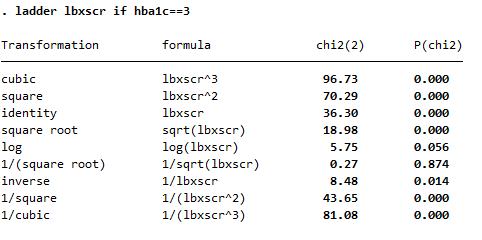 . ladder lbxscr if hba1c==3
Transformation formula chi2(2) P(chi2)
cubic lbxscr^3 96.73 0.000
square lbxscr^2 70.29 0.000
identity lbxscr 36.30 0.000
square root sqrt(lbxscr) 18.98 0.000
log log(lbxscr) 5.75 0.056
1/(square root) 1/sqrt(lbxscr) 0.27 0.874
inverse 1/lbxscr 8.48 0.014
1/square 1/(lbxscr^2) 43.65 0.000
1/cubic 1/(lbxscr^3) 81.08 0.000